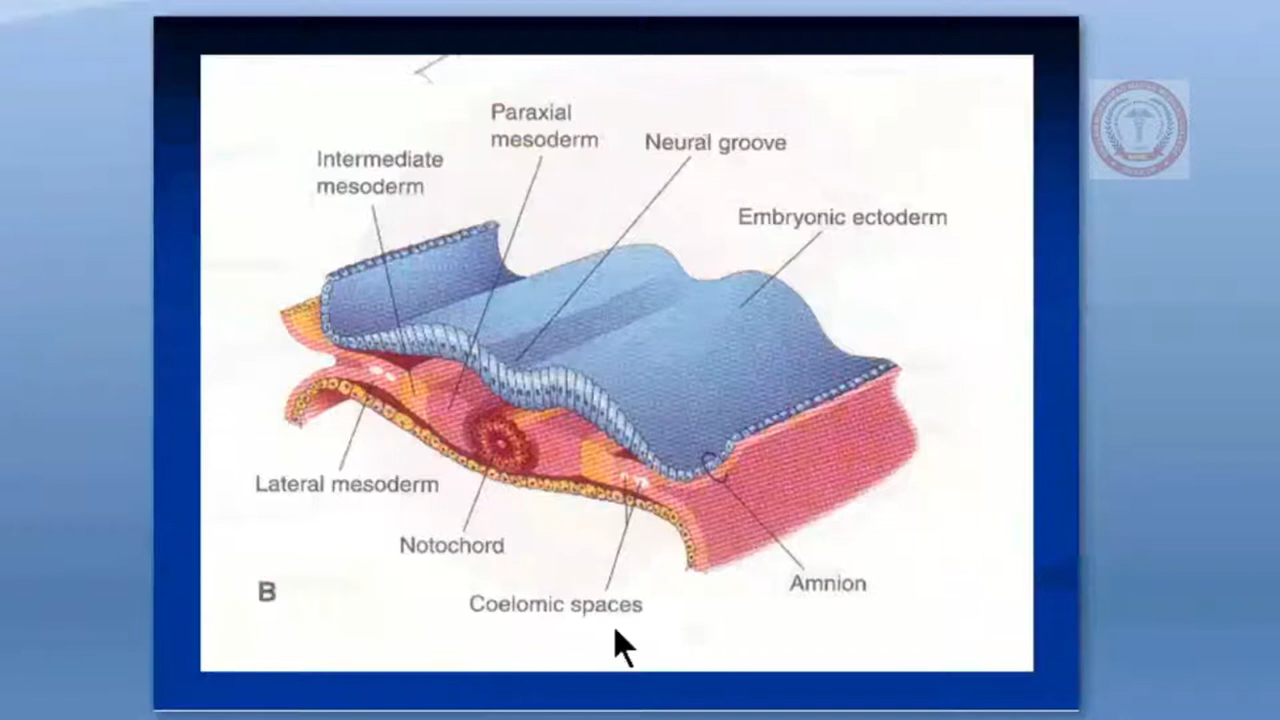 Paraxial
mesoderm
Neural groove
Intermediate
mesoderm
Embryonic ectoderm
Lateral mesoderm
Notochord
Amnion
B
Coelomic spaces